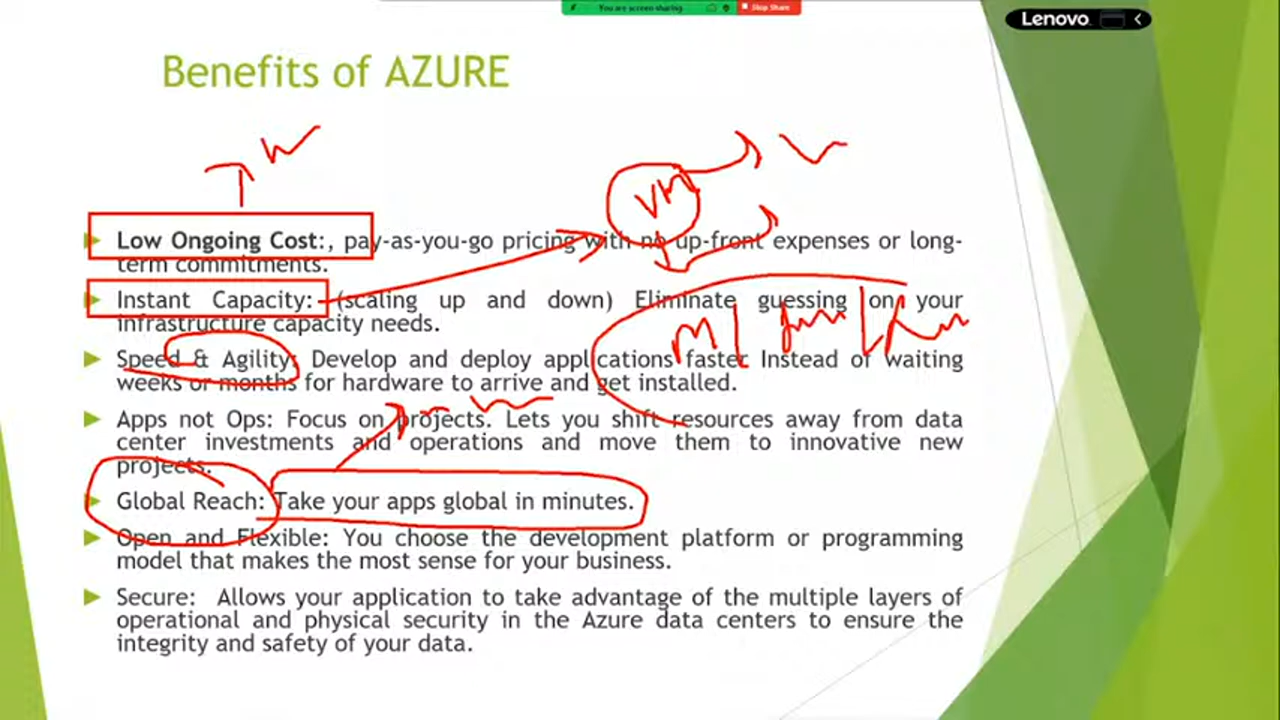 You are screen sharing
Stop Share
Lenovo
Benefits of AZURE
VM
Low Ongoing Cost:, pay-as-you-go pricing with no up-front expenses or long-
term commitments.
Instant Capacity: (scaling up and down) Eliminate guessing on your
infrastructure capacity needs.
Speed & Agility: Develop and deploy applications faster Instead of waiting
weeks or months for hardware to arrive and get installed.
Apps not Ops: Focus on projects. Lets you shift resources away from data
center investments and operations and move them to innovative new
projects.
Global Reach: Take your apps global in minutes.
Open and Flexible: You choose the development platform or programming
model that makes the most sense for your business.
Secure: Allows your application to take advantage of the multiple layers of
operational and physical security in the Azure data centers to ensure the
integrity and safety of your data.